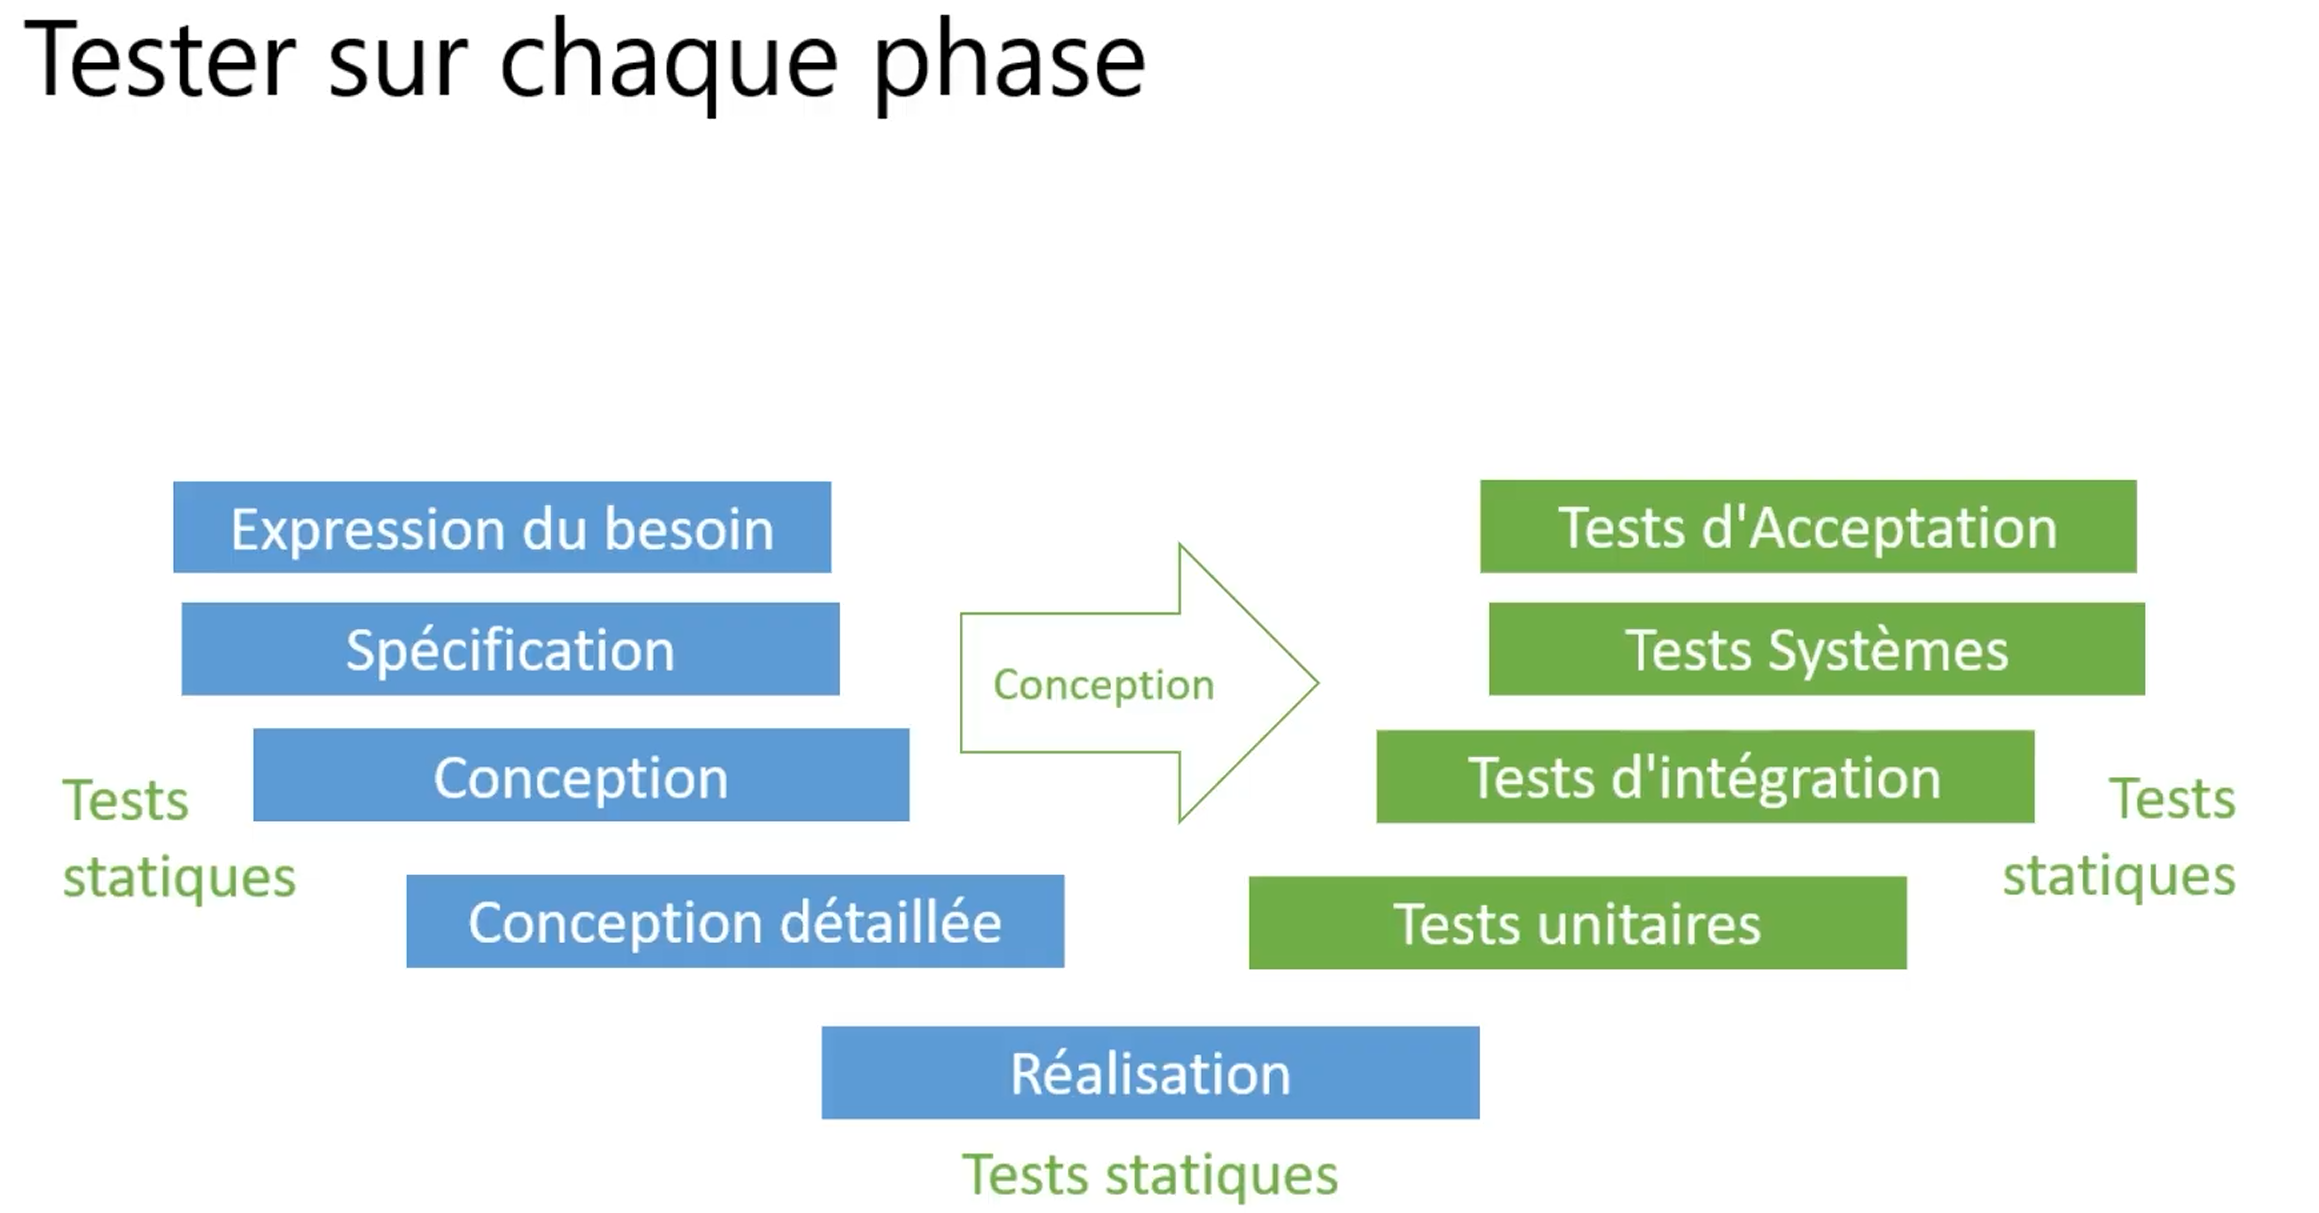 Tester sur chaque phase
Expression du besoin
Spécification
Conception
Tests
statiques
Conception détaillée
Conception
Tests d'Acceptation
Tests Systèmes
Tests d'intégration
Tests
statiques
Tests unitaires
Réalisation
Tests statiques